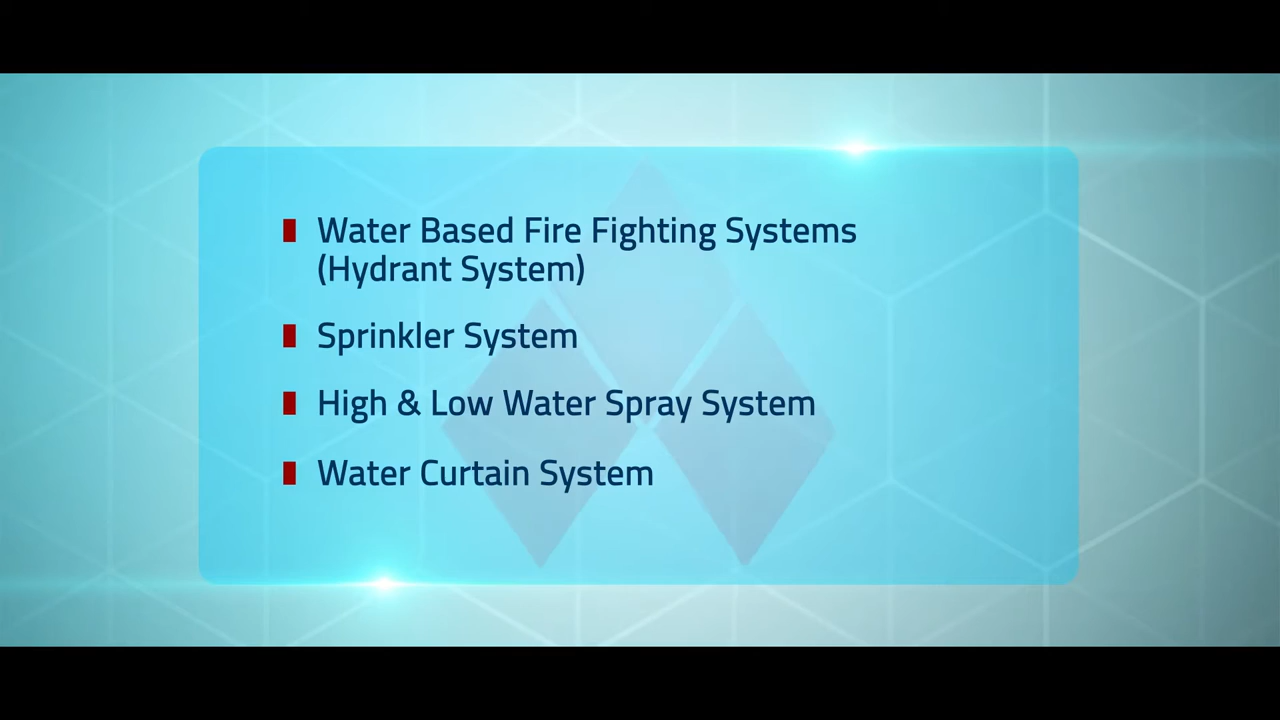 Water Based Fire Fighting Systems
(Hydrant System)
Sprinkler System
High & Low Water Spray System
Water Curtain System